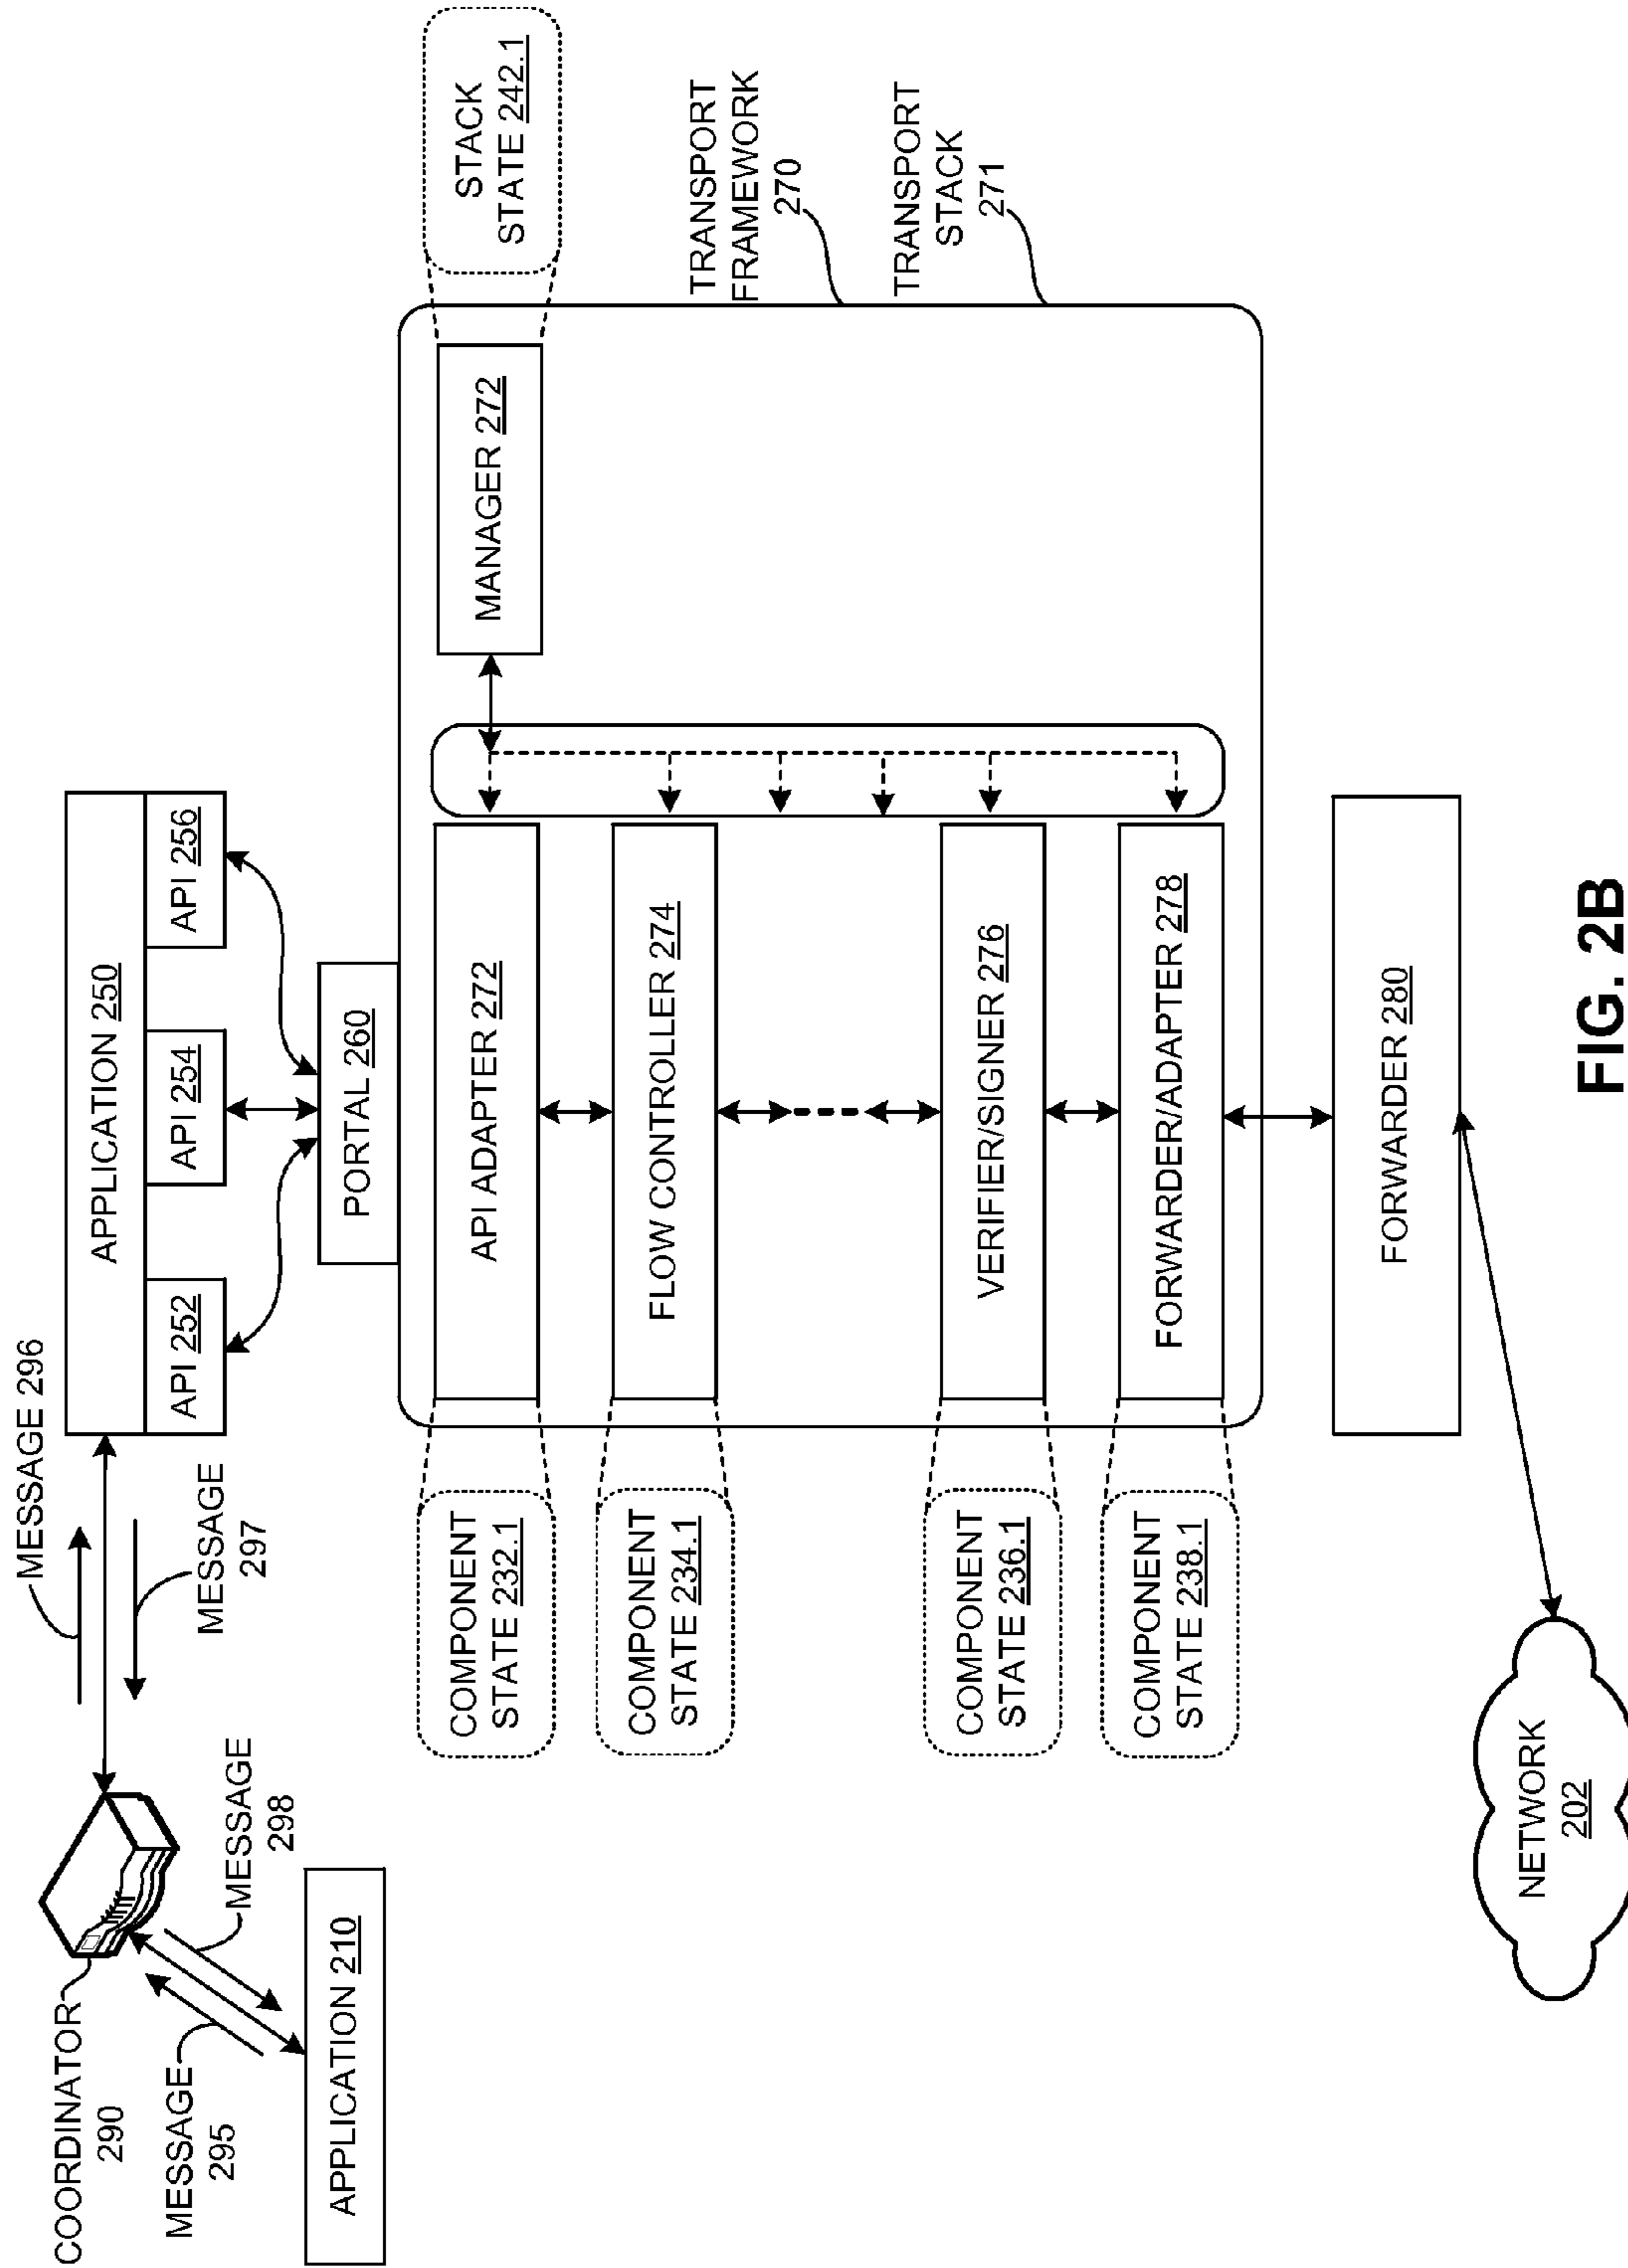 COORDINATOR
290
MESSAGE
295
MESSAGE
298
APPLICATION 210
MESSAGE 296
MESSAGE
297
APPLICATION 250
API 252
API 254
API 256
PORTAL 260
COMPONENT
STATE 232.1
API ADAPTER 272
MANAGER 272
STACK
STATE 242.1
COMPONENT
STATE 234.1
FLOW CONTROLLER 274
TRANSPORT
FRAMEWORK
270
TRANSPORT
STACK
271
COMPONENT
STATE 236.1
VERIFIER/SIGNER 276
COMPONENT
STATE 238.1
FORWARDER/ADAPTER 278
FORWARDER 280
NETWORK
202
FIG. 2B